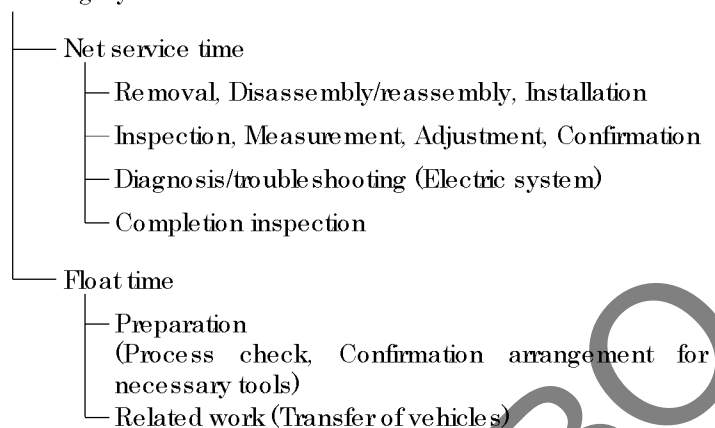 Net service time
Removal, Disassembly/reassembly, Installation
Inspection, Measurement, Adjustment, Confirmation
Diagnosis/troubleshooting (Electric system)
Completion inspection
Float time
Preparation
(Process check, Confirmation arrangement for
necessary tools)
Related work (Transfer of vehicles)